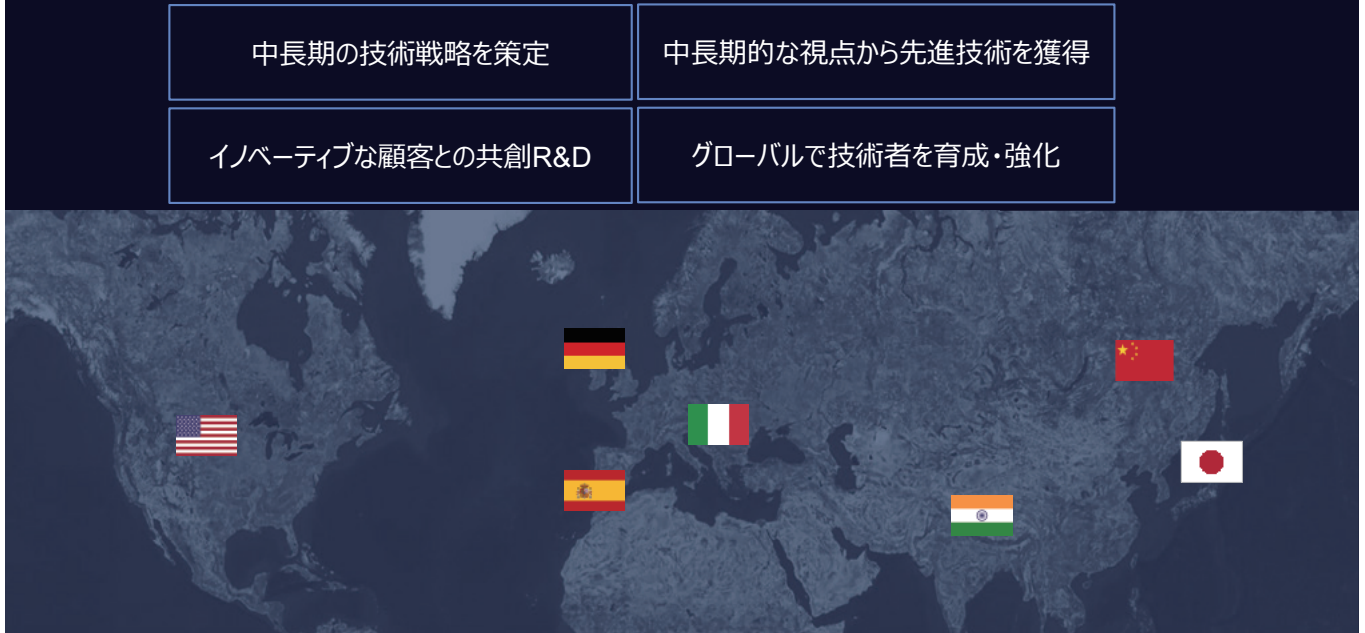 中長期の技術戦略を策定
中長期的な視点から先進技術を獲得
イノベーティブな顧客との共創R&D
グローバルで技術者を育成・強化